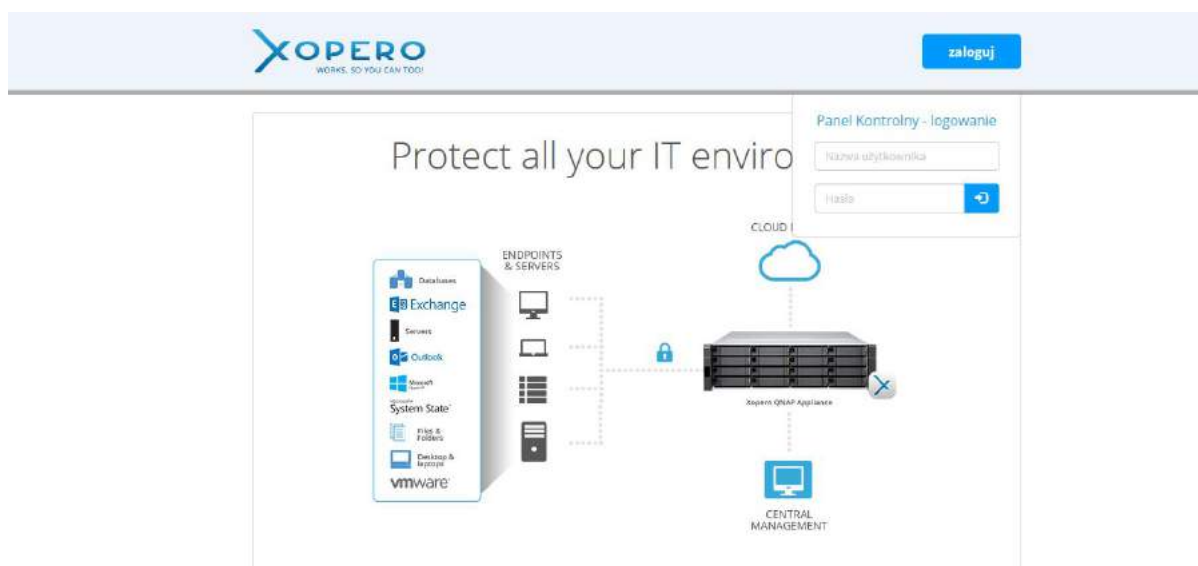 XOPERO
WORKS, SO YOU CAN TOO!
zaloguj
Panel Kontrolny - logowanie
Nazwa użytkownika
Hasło
Protect all your IT enviro
CLOUD
ENDPOINTS
& SERVERS
Databases
Exchange
Servers
Outlook
Microsoft
System State
Files &
Folders
Desktop &
laptops
vmware
Xopero QNAP Appliance
CENTRAL
MANAGEMENT